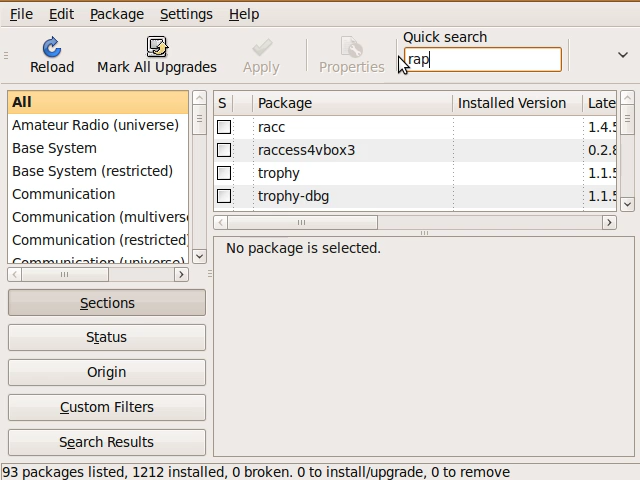 File Edit Package Settings Help
Quick search
Reload Mark All Upgrades Apply Properties
rap
All
Amateur Radio (universe)
Base System
Base System (restricted)
Communication
Communication (multivers
Communication (restricted)
S Package Installed Version Late
racc 1.4.5
raccess4vbox3 0.2.8
trophy 1.1.5
trophy-dbg 1.1.5
No package is selected.
Sections
Status
Origin
Custom Filters
Search Results
93 packages listed, 1212 installed, 0 broken. 0 to install/upgrade, 0 to remove